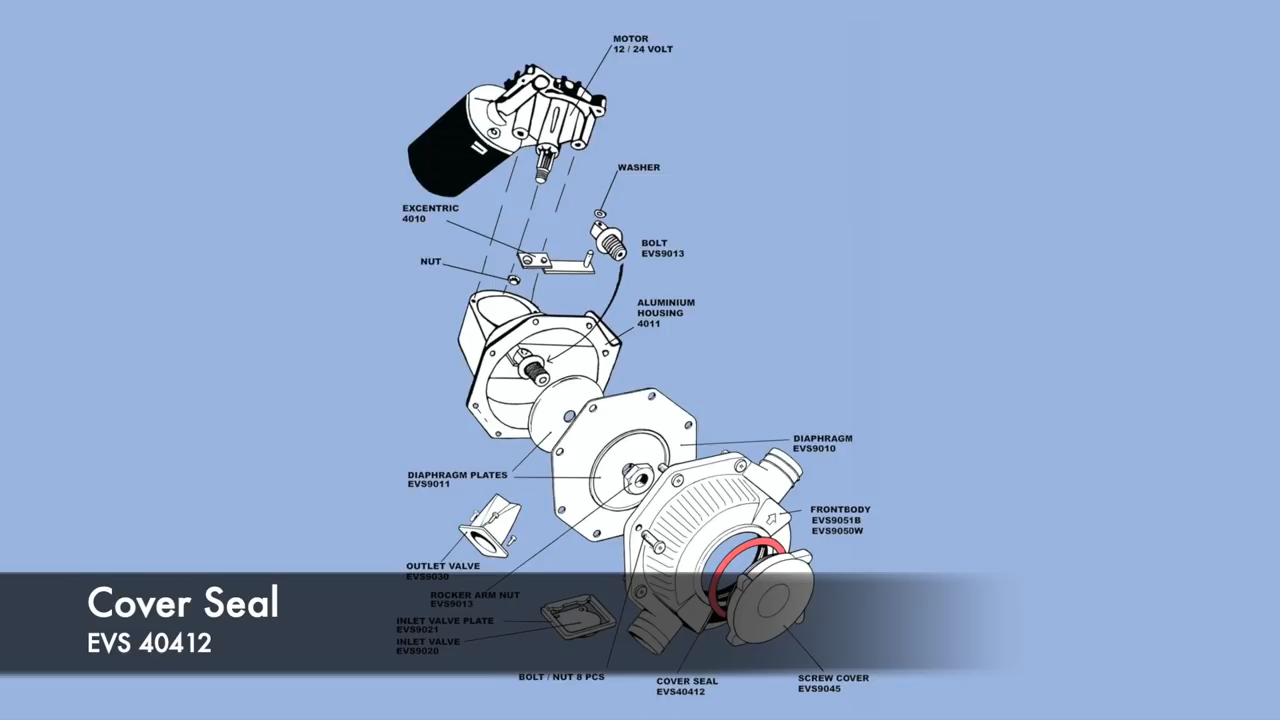 MOTOR
12 / 24 VOLT
WASHER
EXCENTRIC
4010
BOLT
EVS9013
NUT
ALUMINIUM
HOUSING
4011
DIAPHRAGM
EVS9010
DIAPHRAGM PLATES
EVS9011
FRONTBODY
EVS9051B
EVS9050W
OUTLET VALVE
EVS9030
ROCKER ARM NUT
EVS9013
INLET VALVE PLATE
EVS9021
INLET VALVE
EVS9020
BOLT / NUT 8 PCS
COVER SEAL
EVS40412
SCREW COVER
EVS9045
Cover Seal
EVS 40412